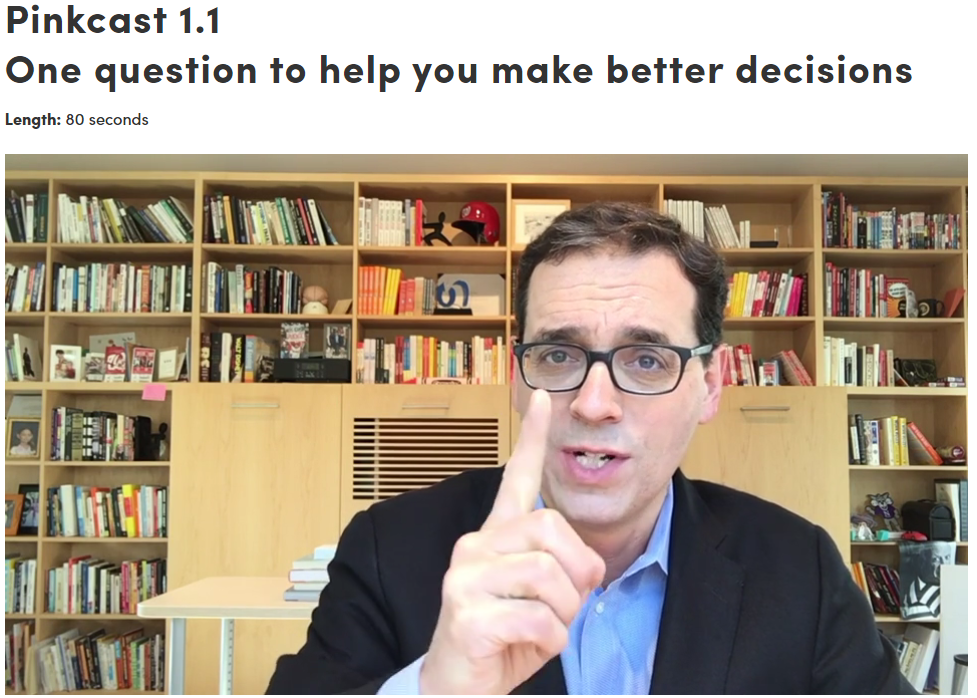 Pinkcast 1.1
One question to help you make better decisions
Length: 80 seconds